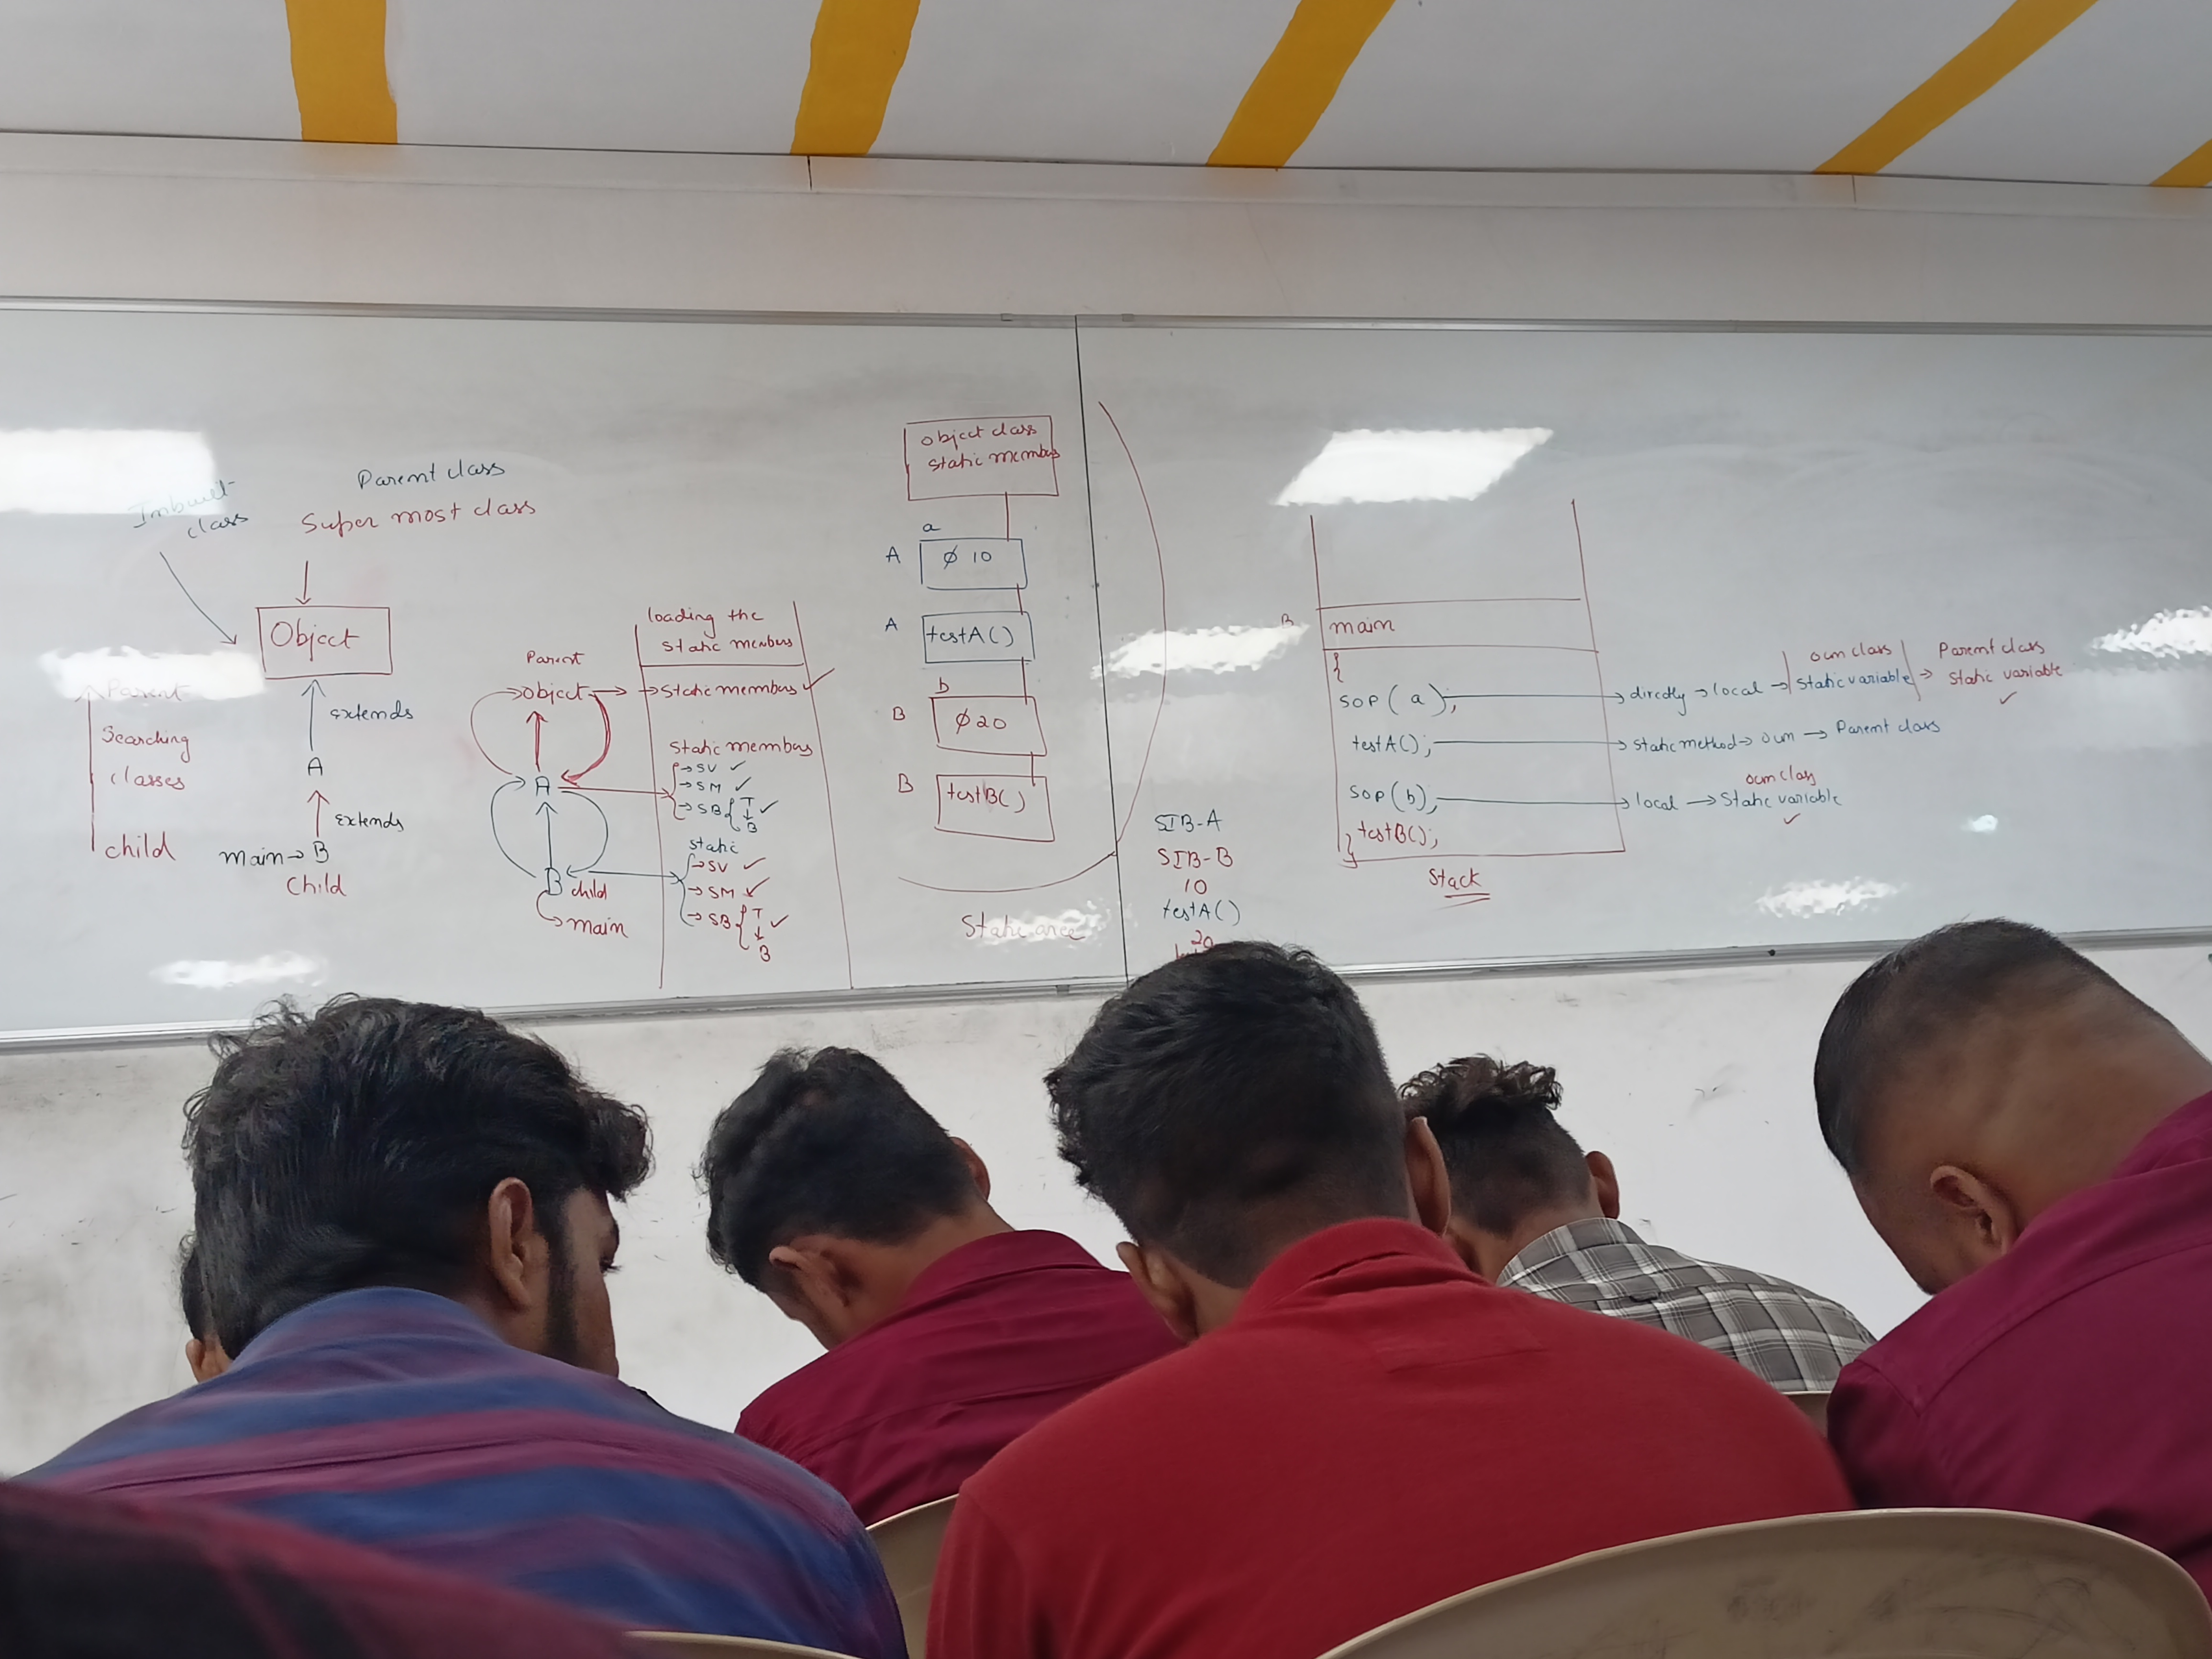 Inbuilt
class
Parent class
Super most class
Object
Parent
Searching
classes
child
extends
A
extends
Main → B
child
Parent
Object
A
B child
main
loading the
static members
→ static members ✓
static members
→ SV ✓
→ SM ✓
→ SB { T ↓ B ✓
static
→ SV ✓
→ SM ✓
→ SB { T ↓ B ✓
object class
static members
a
A 0 10
A testA()
b
B 0 20
B testB()
Static area
STB-A
SIB-B
10
testA()
20
B
main
{
own class Parent class
SOP(a); → directly → local → static variable → static variable ✓
testA(); → static method → own → Parent class
own class
SOP(b); → local → static variable ✓
testB();
}
Stack